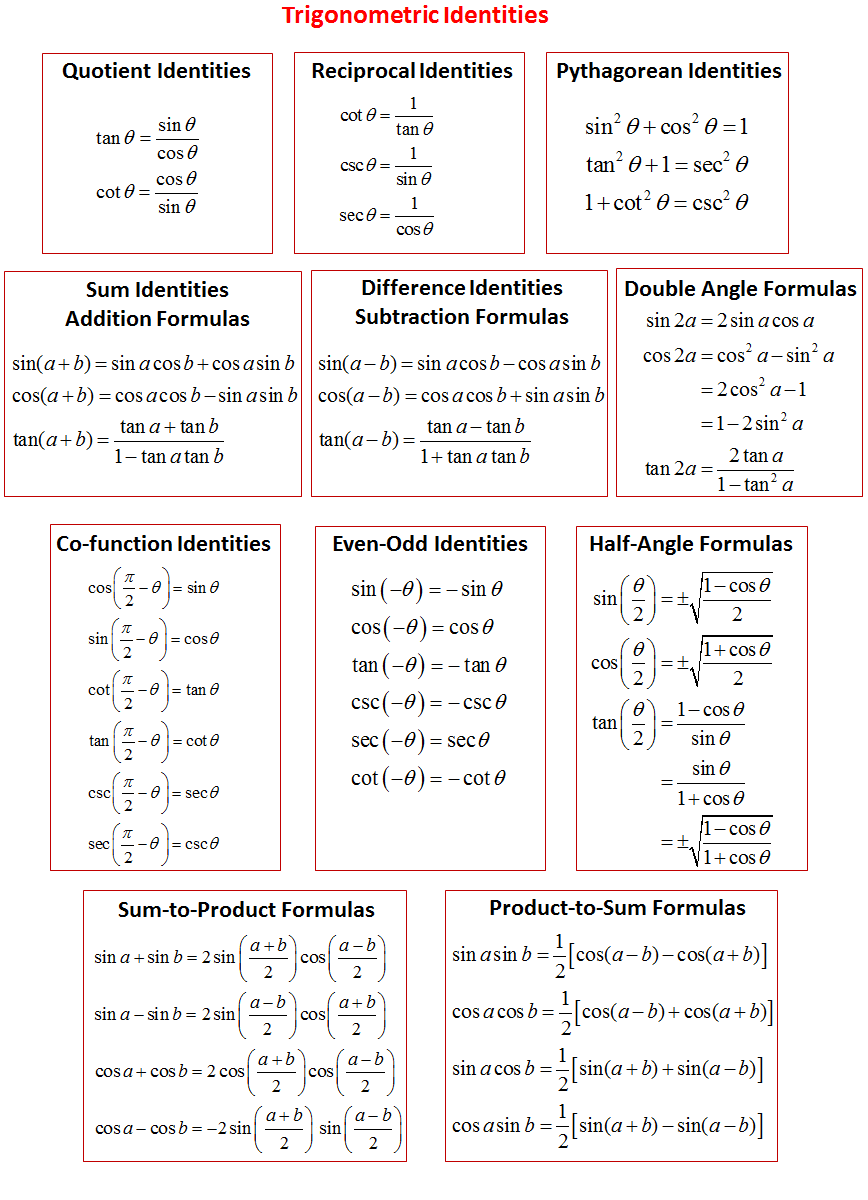 Trigonometric Identities
Quotient Identities
tan θ = sin θ / cos θ
cot θ = cos θ / sin θ
Reciprocal Identities
cot θ = 1 / tan θ
csc θ = 1 / sin θ
sec θ = 1 / cos θ
Pythagorean Identities
sin² θ + cos² θ = 1
tan² θ + 1 = sec² θ
1 + cot² θ = csc² θ
Sum Identities
Addition Formulas
sin(a + b) = sin a cos b + cos a sin b
cos(a + b) = cos a cos b − sin a sin b
tan(a + b) = (tan a + tan b) / (1 − tan a tan b)
Difference Identities
Subtraction Formulas
sin(a − b) = sin a cos b − cos a sin b
cos(a − b) = cos a cos b + sin a sin b
tan(a − b) = (tan a − tan b) / (1 + tan a tan b)
Double Angle Formulas
sin 2a = 2 sin a cos a
cos 2a = cos² a − sin² a
= 2 cos² a − 1
= 1 − 2 sin² a
tan 2a = 2 tan a / (1 − tan² a)
Co-function Identities
cos(π/2 − θ) = sin θ
sin(π/2 − θ) = cos θ
cot(π/2 − θ) = tan θ
tan(π/2 − θ) = cot θ
csc(π/2 − θ) = sec θ
sec(π/2 − θ) = csc θ
Even-Odd Identities
sin(−θ) = − sin θ
cos(−θ) = cos θ
tan(−θ) = − tan θ
csc(−θ) = − csc θ
sec(−θ) = sec θ
cot(−θ) = − cot θ
Half-Angle Formulas
sin(θ/2) = ±√((1 − cos θ) / 2)
cos(θ/2) = ±√((1 + cos θ) / 2)
tan(θ/2) = (1 − cos θ) / sin θ
= sin θ / (1 + cos θ)
= ±√((1 − cos θ) / (1 + cos θ))
Sum-to-Product Formulas
sin a + sin b = 2 sin((a + b)/2) cos((a − b)/2)
sin a − sin b = 2 sin((a − b)/2) cos((a + b)/2)
cos a + cos b = 2 cos((a + b)/2) cos((a − b)/2)
cos a − cos b = −2 sin((a + b)/2) sin((a − b)/2)
Product-to-Sum Formulas
sin a sin b = 1/2 [cos(a − b) − cos(a + b)]
cos a cos b = 1/2 [cos(a − b) + cos(a + b)]
sin a cos b = 1/2 [sin(a + b) + sin(a − b)]
cos a sin b = 1/2 [sin(a + b) − sin(a − b)]